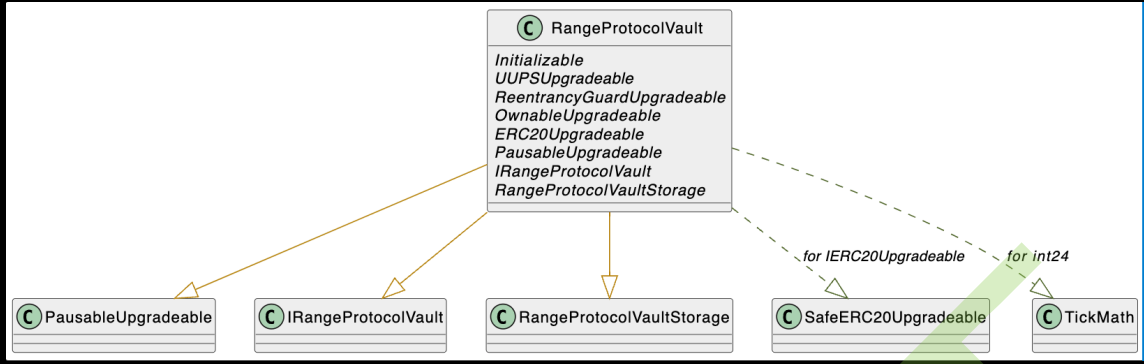 C RangeProtocolVault
Initializable
UUPSUpgradeable
ReentrancyGuardUpgradeable
OwnableUpgradeable
ERC20Upgradeable
PausableUpgradeable
IRangeProtocolVault
RangeProtocolVaultStorage
for IERC20Upgradeable
for int24
C PausableUpgradeable
C IRangeProtocolVault
C RangeProtocolVaultStorage
C SafeERC20Upgradeable
C TickMath